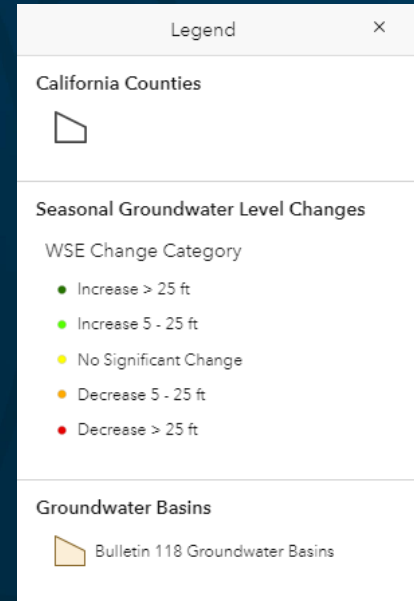 Legend
California Counties
Seasonal Groundwater Level Changes
WSE Change Category
Increase > 25 ft
Increase 5 - 25 ft
No Significant Change
Decrease 5 - 25 ft
Decrease > 25 ft
Groundwater Basins
Bulletin 118 Groundwater Basins